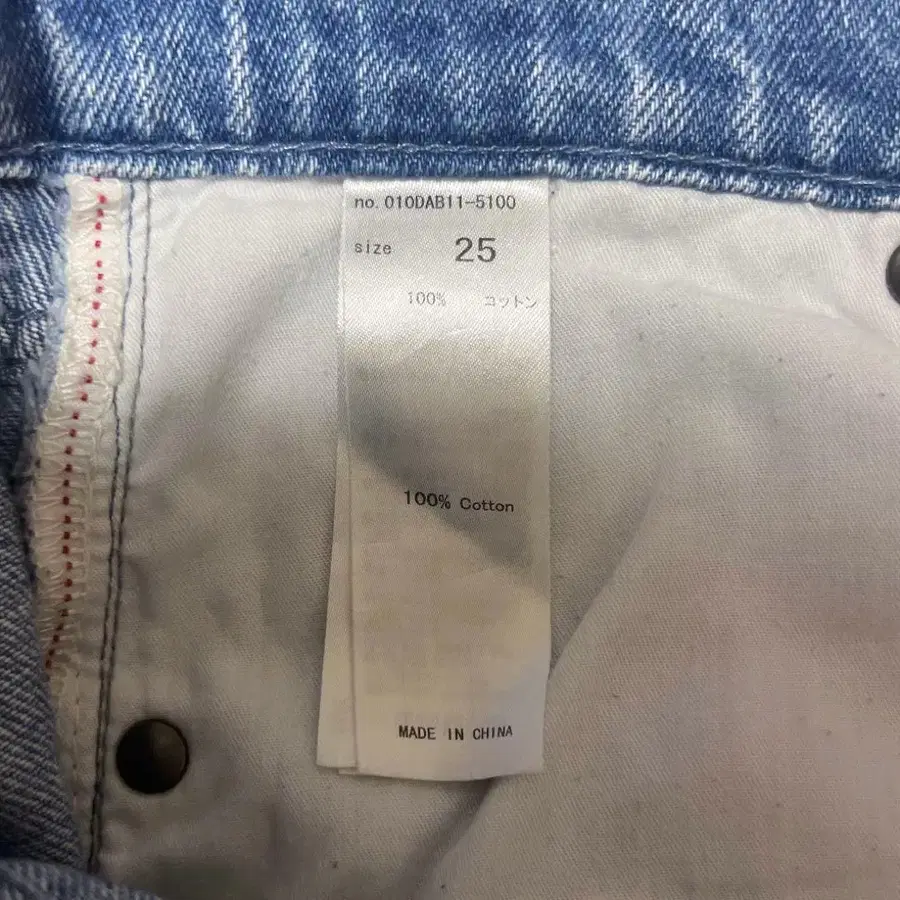 no. 010DAB11-5100
size 25
100% コットン
100% Cotton
MADE IN CHINA